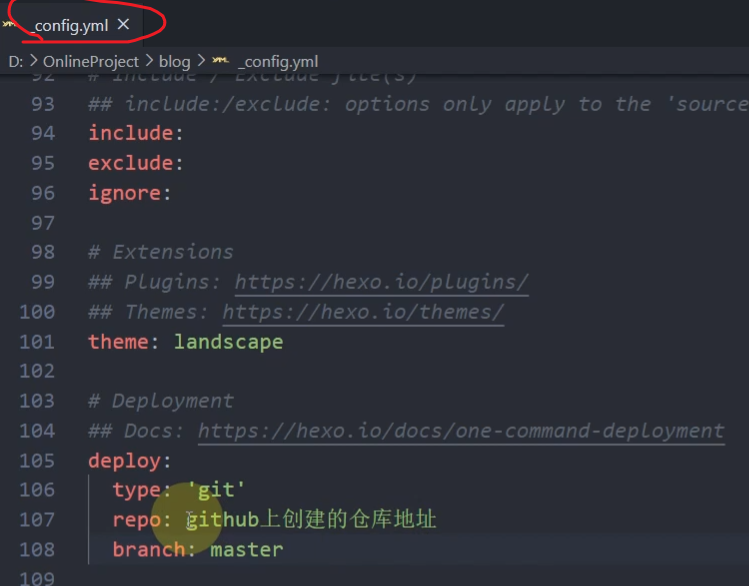 _config.yml ×
D: > OnlineProject > blog > _config.yml
92 # Include / Exclude file(s)
93 ## include:/exclude: options only apply to the 'source
94 include:
95 exclude:
96 ignore:
97
98 # Extensions
99 ## Plugins: https://hexo.io/plugins/
100 ## Themes: https://hexo.io/themes/
101 theme: landscape
102
103 # Deployment
104 ## Docs: https://hexo.io/docs/one-command-deployment
105 deploy:
106 type: 'git'
107 repo: github上创建的仓库地址
108 branch: master
109